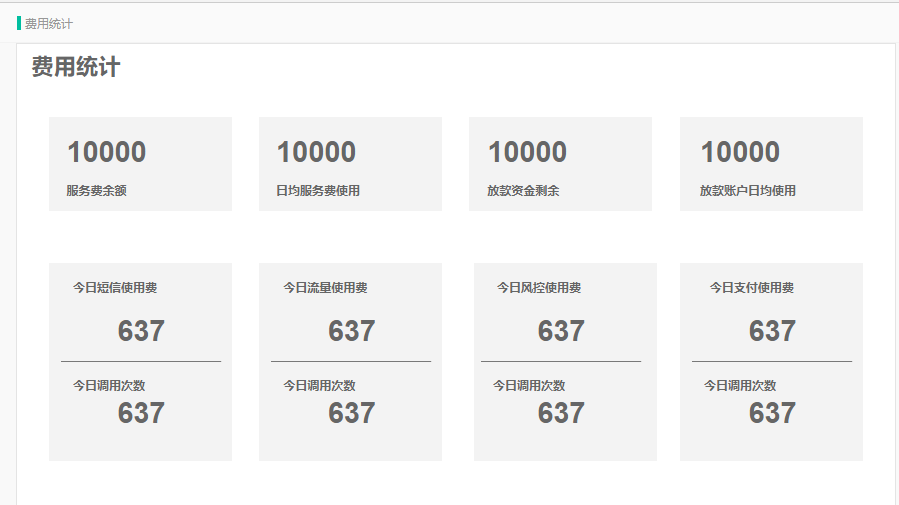 费用统计
费用统计
10000
服务费余额
10000
日均服务费使用
10000
放款资金剩余
10000
放款账户日均使用
今日短信使用费
637
今日调用次数
637
今日流量使用费
637
今日调用次数
637
今日风控使用费
637
今日调用次数
637
今日支付使用费
637
今日调用次数
637